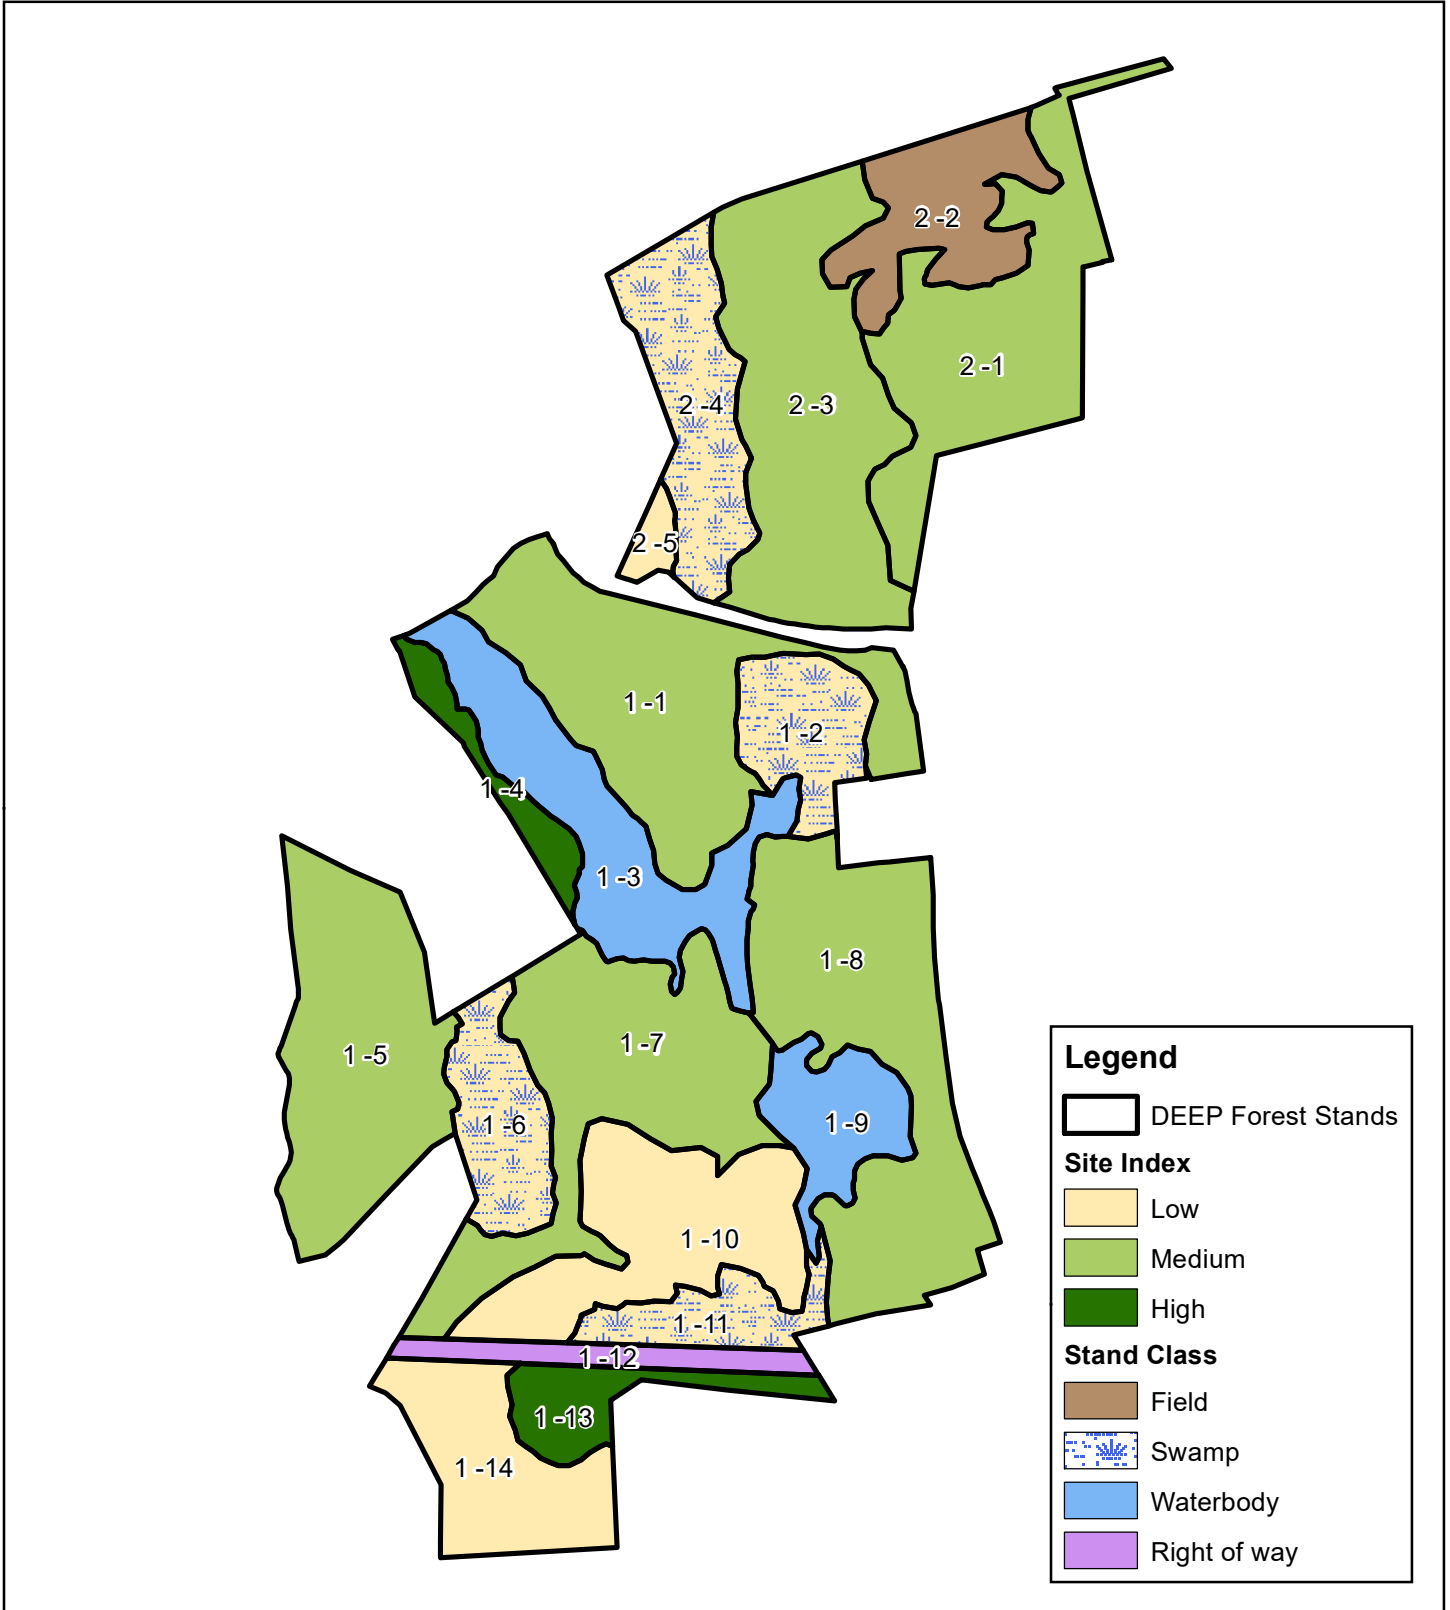 2 -2
2 -1
2 -4
2 -3
2 -5
1 -1
1 -2
1 -4
1 -3
1 -8
1 -7
1 -5
1 -9
1 -6
1 -10
1 -11
1 -12
1 -13
1 -14
Legend
DEEP Forest Stands
Site Index
Low
Medium
High
Stand Class
Field
Swamp
Waterbody
Right of way